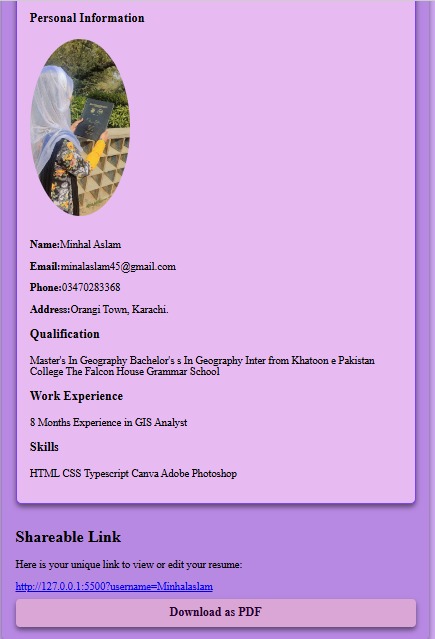 Personal Information
Name:Minhal Aslam
Email:minalaslam45@gmail.com
Phone:03470283368
Address:Orangi Town, Karachi.
Qualification
Master's In Geography Bachelor's s In Geography Inter from Khatoon e Pakistan
College The Falcon House Grammar School
Work Experience
8 Months Experience in GIS Analyst
Skills
HTML CSS Typescript Canva Adobe Photoshop
Shareable Link
Here is your unique link to view or edit your resume:
http://127.0.0.1:5500?username=Minhalaslam
Download as PDF